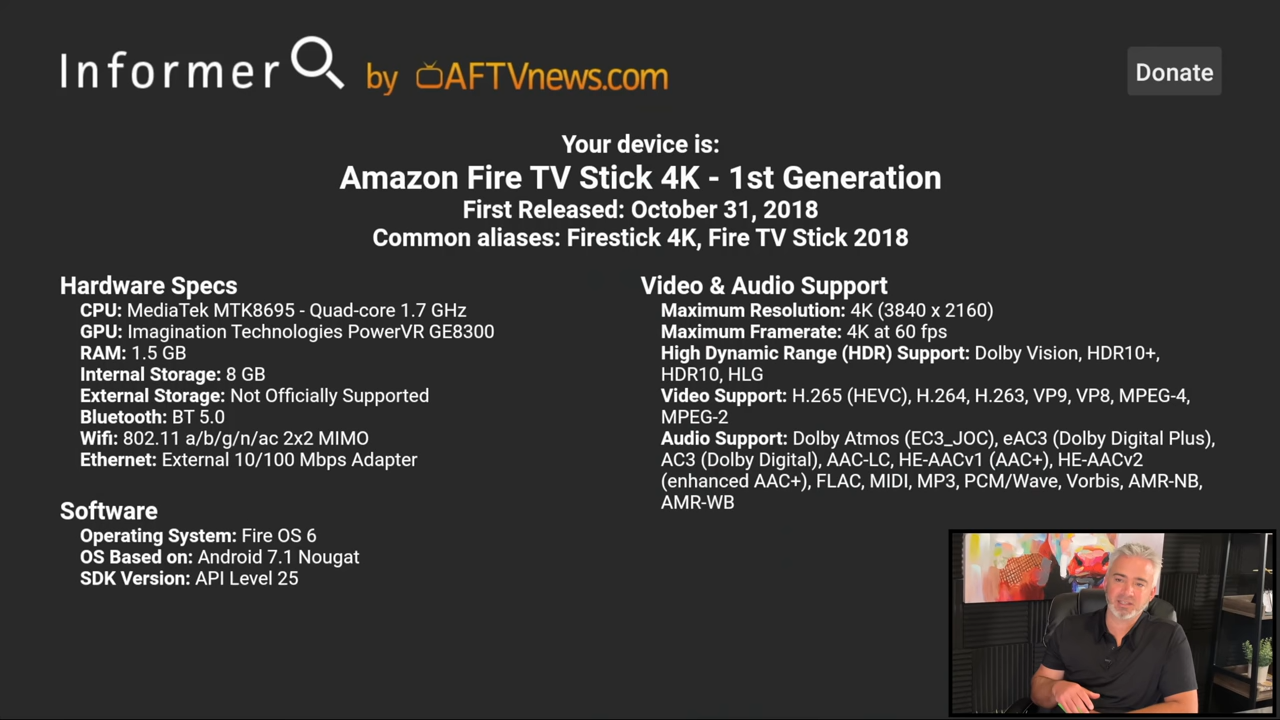 Informer by AFTVnews.com
Donate
Your device is:
Amazon Fire TV Stick 4K - 1st Generation
First Released: October 31, 2018
Common aliases: Firestick 4K, Fire TV Stick 2018
Hardware Specs
CPU: MediaTek MTK8695 - Quad-core 1.7 GHz
GPU: Imagination Technologies PowerVR GE8300
RAM: 1.5 GB
Internal Storage: 8 GB
External Storage: Not Officially Supported
Bluetooth: BT 5.0
Wifi: 802.11 a/b/g/n/ac 2x2 MIMO
Ethernet: External 10/100 Mbps Adapter
Software
Operating System: Fire OS 6
OS Based on: Android 7.1 Nougat
SDK Version: API Level 25
Video & Audio Support
Maximum Resolution: 4K (3840 x 2160)
Maximum Framerate: 4K at 60 fps
High Dynamic Range (HDR) Support: Dolby Vision, HDR10+,
HDR10, HLG
Video Support: H.265 (HEVC), H.264, H.263, VP9, VP8, MPEG-4,
MPEG-2
Audio Support: Dolby Atmos (EC3_JOC), eAC3 (Dolby Digital Plus),
AC3 (Dolby Digital), AAC-LC, HE-AACv1 (AAC+), HE-AACv2
(enhanced AAC+), FLAC, MIDI, MP3, PCM/Wave, Vorbis, AMR-NB,
AMR-WB